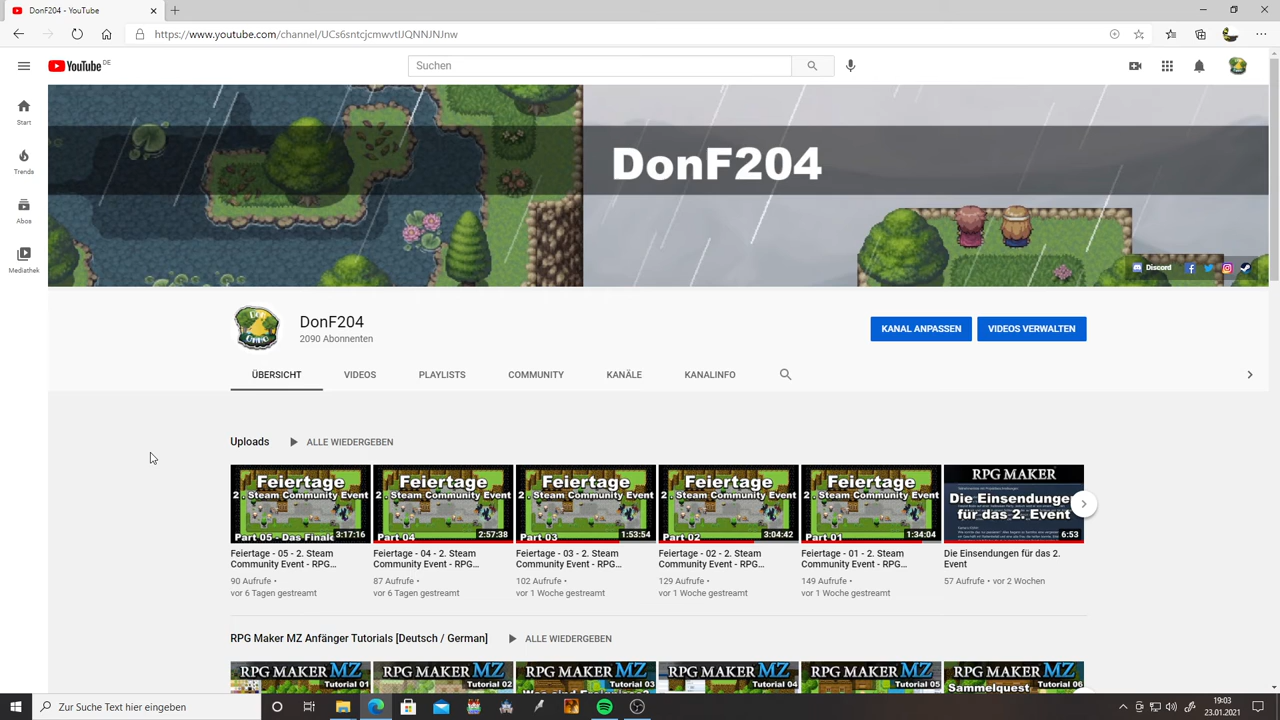 DonF204 - YouTube
https://www.youtube.com/channel/UCs6sntcjcmwvtIJQNNJNJnw
YouTube DE
Suchen
Start
Trends
Abos
Mediathek
DonF204
Discord
DonF204
2090 Abonnenten
KANAL ANPASSEN
VIDEOS VERWALTEN
ÜBERSICHT
VIDEOS
PLAYLISTS
COMMUNITY
KANÄLE
KANALINFO
Uploads
ALLE WIEDERGEBEN
Feiertage
2. Steam Community Event
Part 05 - Das Finale
3:17:16
Feiertage - 05 - 2. Steam
Community Event - RPG...
90 Aufrufe •
vor 6 Tagen gestreamt
Feiertage
2. Steam Community Event
Part 04
2:57:38
Feiertage - 04 - 2. Steam
Community Event - RPG...
87 Aufrufe •
vor 6 Tagen gestreamt
Feiertage
2. Steam Community Event
Part 03
1:53:54
Feiertage - 03 - 2. Steam
Community Event - RPG...
102 Aufrufe •
vor 1 Woche gestreamt
Feiertage
2. Steam Community Event
Part 02
3:04:42
Feiertage - 02 - 2. Steam
Community Event - RPG...
129 Aufrufe •
vor 1 Woche gestreamt
Feiertage
2. Steam Community Event
Part 01
1:34:04
Feiertage - 01 - 2. Steam
Community Event - RPG...
149 Aufrufe •
vor 1 Woche gestreamt
RPG MAKER
Die Einsendungen
für das 2. Event
6:53
Die Einsendungen für das 2.
Event
57 Aufrufe • vor 2 Wochen
RPG Maker MZ Anfänger Tutorials [Deutsch / German]
ALLE WIEDERGEBEN
RPG MAKER MZ
Tutorial 01
RPG MAKER MZ
Tutorial 02
RPG MAKER MZ
Tutorial 03
RPG MAKER MZ
Tutorial 04
RPG MAKER MZ
Tutorial 05
RPG MAKER MZ
Tutorial 06
Sammelquest
Zur Suche Text hier eingeben
19:03
23.01.2021